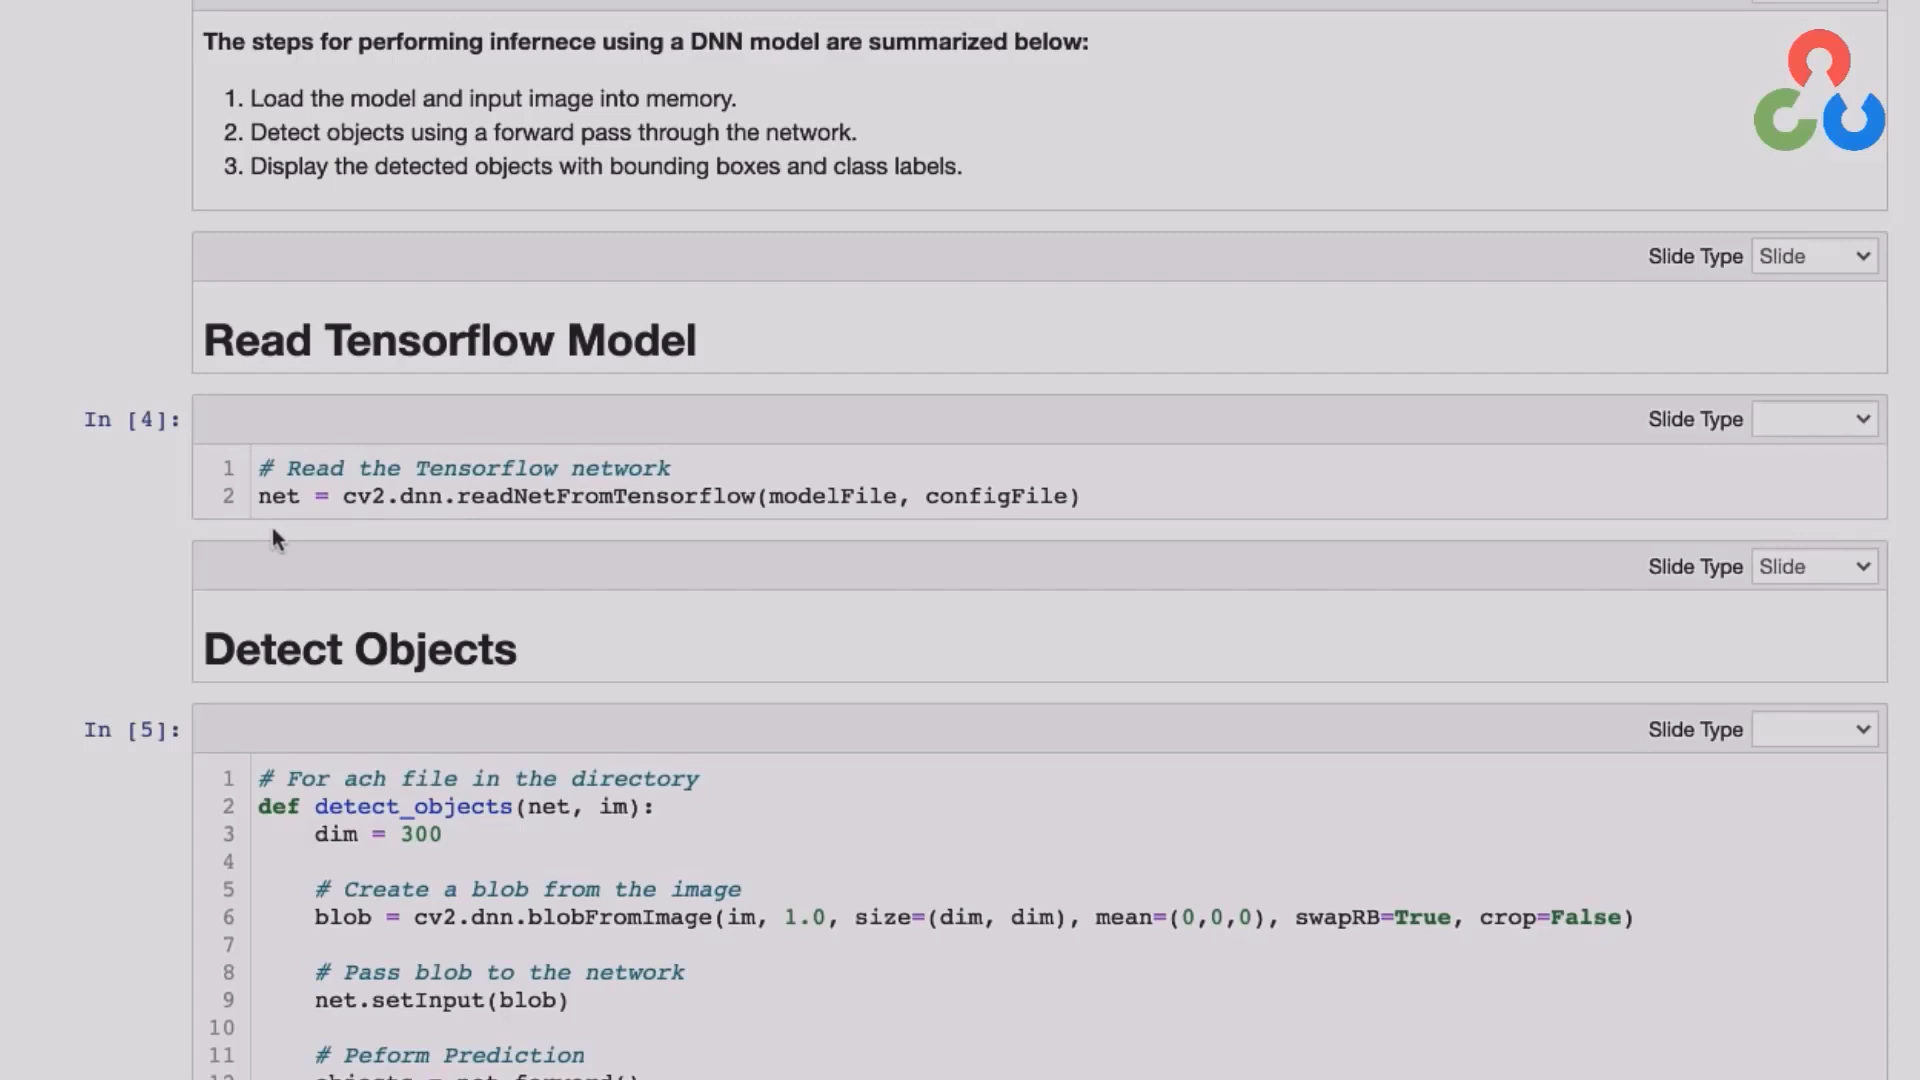 The steps for performing infernece using a DNN model are summarized below:
1. Load the model and input image into memory.
2. Detect objects using a forward pass through the network.
3. Display the detected objects with bounding boxes and class labels.
Slide Type Slide
Read Tensorflow Model
In [4]:
Slide Type
1 # Read the Tensorflow network
2 net = cv2.dnn.readNetFromTensorflow(modelFile, configFile)
Slide Type Slide
Detect Objects
In [5]:
Slide Type
1 # For ach file in the directory
2 def detect_objects(net, im):
3 dim = 300
4
5 # Create a blob from the image
6 blob = cv2.dnn.blobFromImage(im, 1.0, size=(dim, dim), mean=(0,0,0), swapRB=True, crop=False)
7
8 # Pass blob to the network
9 net.setInput(blob)
10
11 # Peform Prediction
12 objects = net.forward()